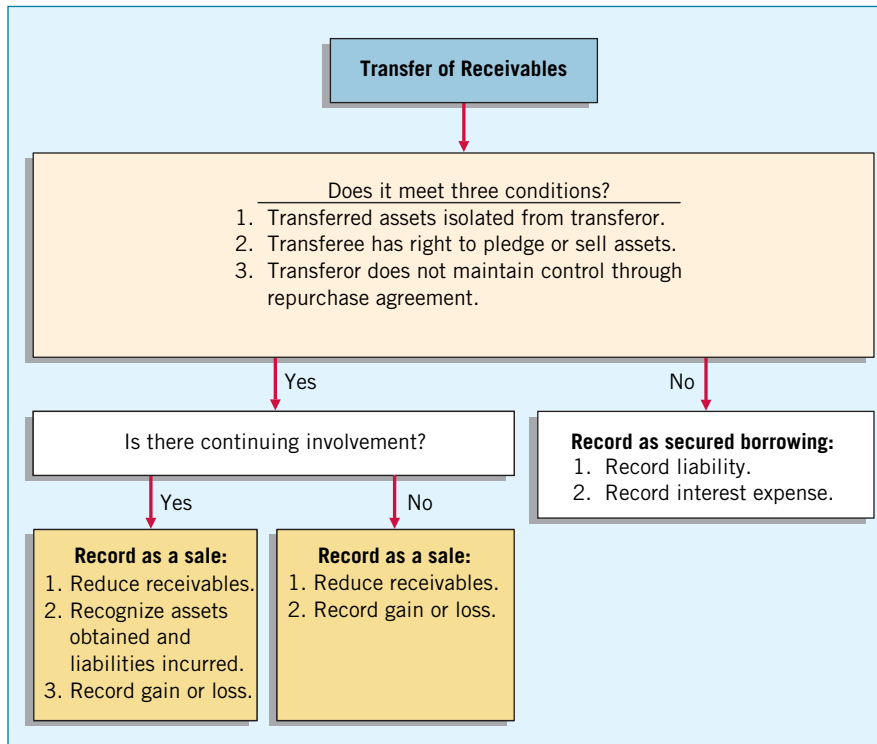 Transfer of Receivables
Does it meet three conditions?
1. Transferred assets isolated from transferor.
2. Transferee has right to pledge or sell assets.
3. Transferor does not maintain control through
repurchase agreement.
Yes
No
Is there continuing involvement?
Record as secured borrowing:
1. Record liability.
2. Record interest expense.
Yes
No
Record as a sale:
1. Reduce receivables.
2. Recognize assets
obtained and
liabilities incurred.
3. Record gain or loss.
Record as a sale:
1. Reduce receivables.
2. Record gain or loss.